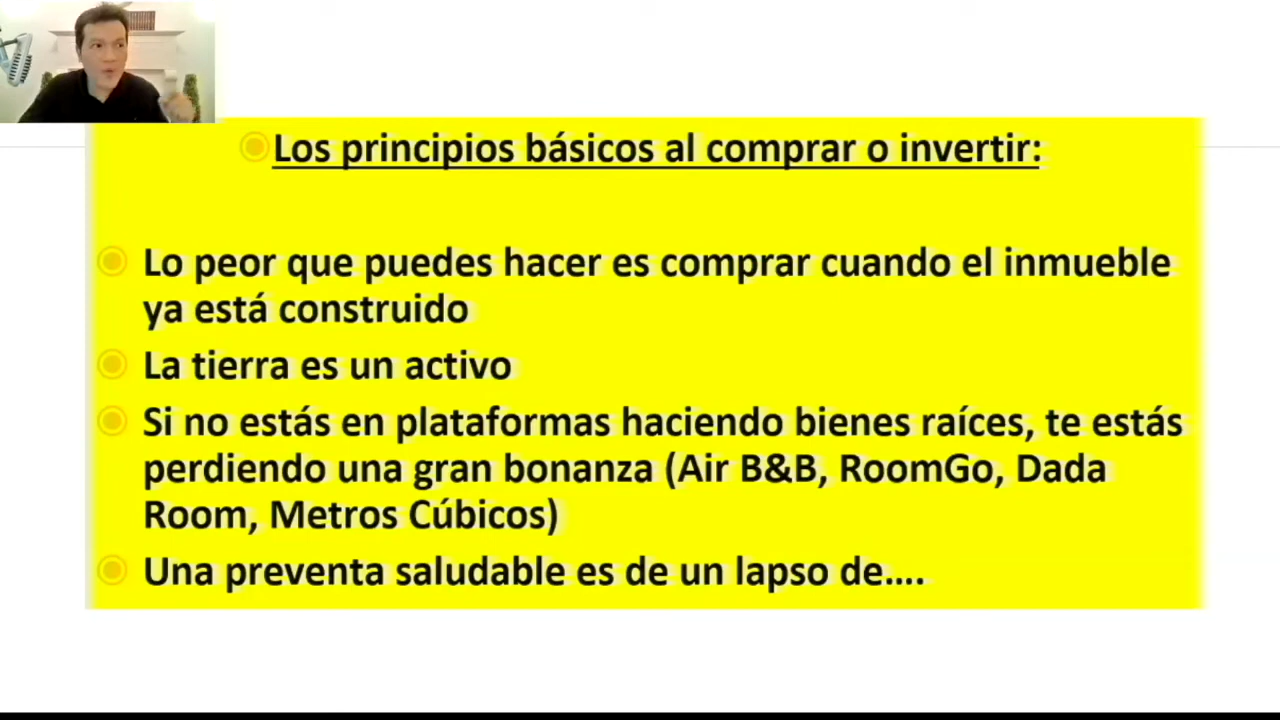 Los principios básicos al comprar o invertir:
Lo peor que puedes hacer es comprar cuando el inmueble
ya está construido
La tierra es un activo
Si no estás en plataformas haciendo bienes raíces, te estás
perdiendo una gran bonanza (Air B&B, RoomGo, Dada
Room, Metros Cúbicos)
Una preventa saludable es de un lapso de....